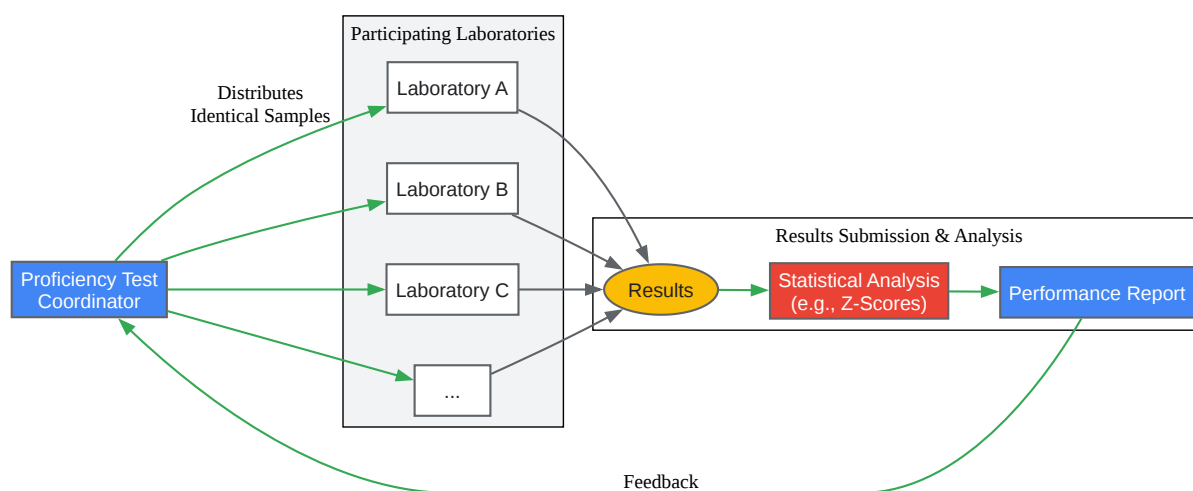 Participating Laboratories
Laboratory A
Distributes
Identical Samples
Laboratory B
Results Submission & Analysis
Proficiency Test
Coordinator
Laboratory C
Results
Statistical Analysis
(e.g., Z-Scores)
Performance Report
...
Feedback